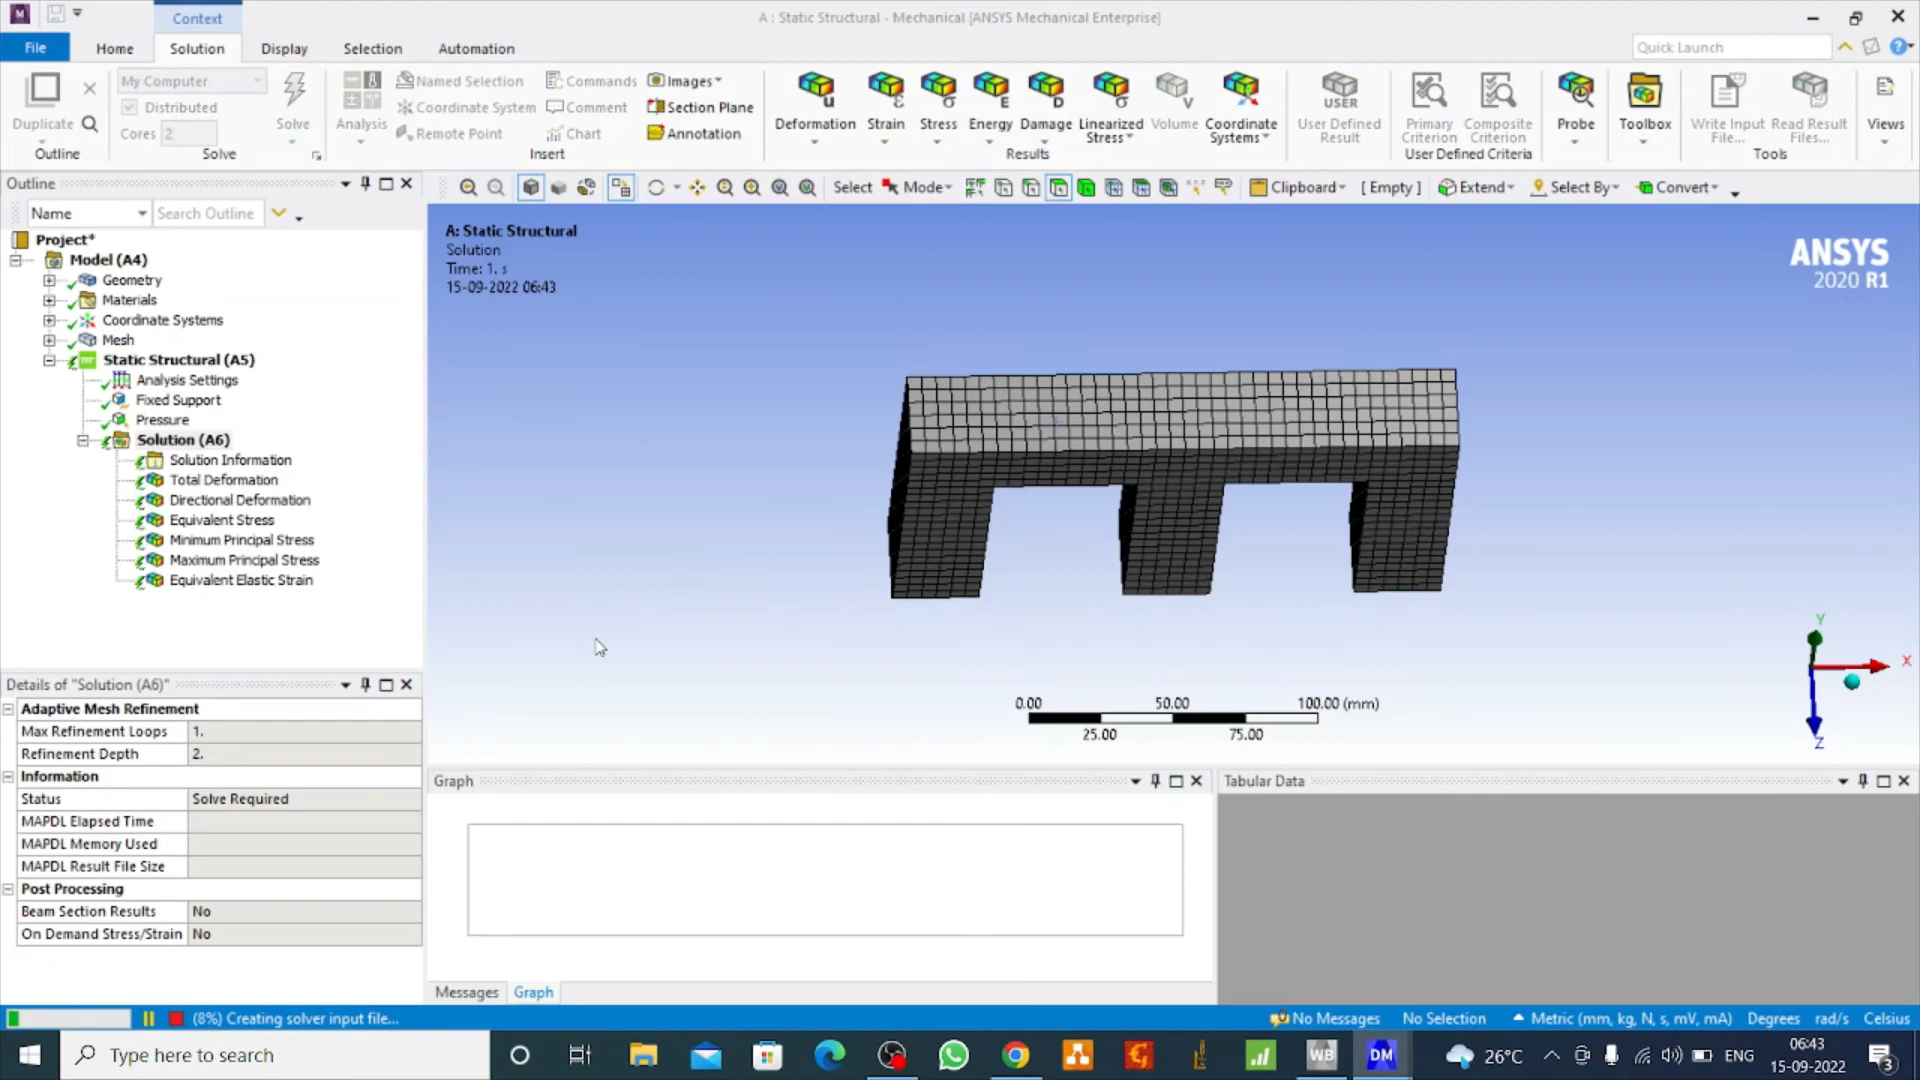 Context
A : Static Structural - Mechanical [ANSYS Mechanical Enterprise]
File
Home
Solution
Display
Selection
Automation
Quick Launch
Duplicate
Outline
My Computer
Distributed
Cores 2
Solve
Solve
Analysis
Named Selection
Coordinate System
Remote Point
Commands
Comment
Chart
Images
Section Plane
Annotation
Insert
Deformation
Strain
Stress
Energy
Damage
Linearized
Stress
Volume
Coordinate
Systems
Results
USER
User Defined
Result
Primary
Criterion
Composite
Criterion
User Defined Criteria
Probe
Toolbox
Write Input
File...
Read Result
Files...
Tools
Views
Outline
Select
Mode
Clipboard
[ Empty ]
Extend
Select By
Convert
Name
Search Outline
Project*
Model (A4)
Geometry
Materials
Coordinate Systems
Mesh
Static Structural (A5)
Analysis Settings
Fixed Support
Pressure
Solution (A6)
Solution Information
Total Deformation
Directional Deformation
Equivalent Stress
Minimum Principal Stress
Maximum Principal Stress
Equivalent Elastic Strain
A: Static Structural
Solution
Time: 1. s
15-09-2022 06:43
ANSYS
2020 R1
Y
X
Z
0.00 50.00 100.00 (mm)
25.00 75.00
Details of "Solution (A6)"
Adaptive Mesh Refinement
Max Refinement Loops 1.
Refinement Depth 2.
Information
Status Solve Required
MAPDL Elapsed Time
MAPDL Memory Used
MAPDL Result File Size
Post Processing
Beam Section Results No
On Demand Stress/Strain No
Graph
Tabular Data
Messages
Graph
(8%) Creating solver input file...
No Messages
No Selection
Metric (mm, kg, N, s, mV, mA)
Degrees
rad/s
Celsius
Type here to search
WB
DM
26°C
ENG
06:43
15-09-2022
3